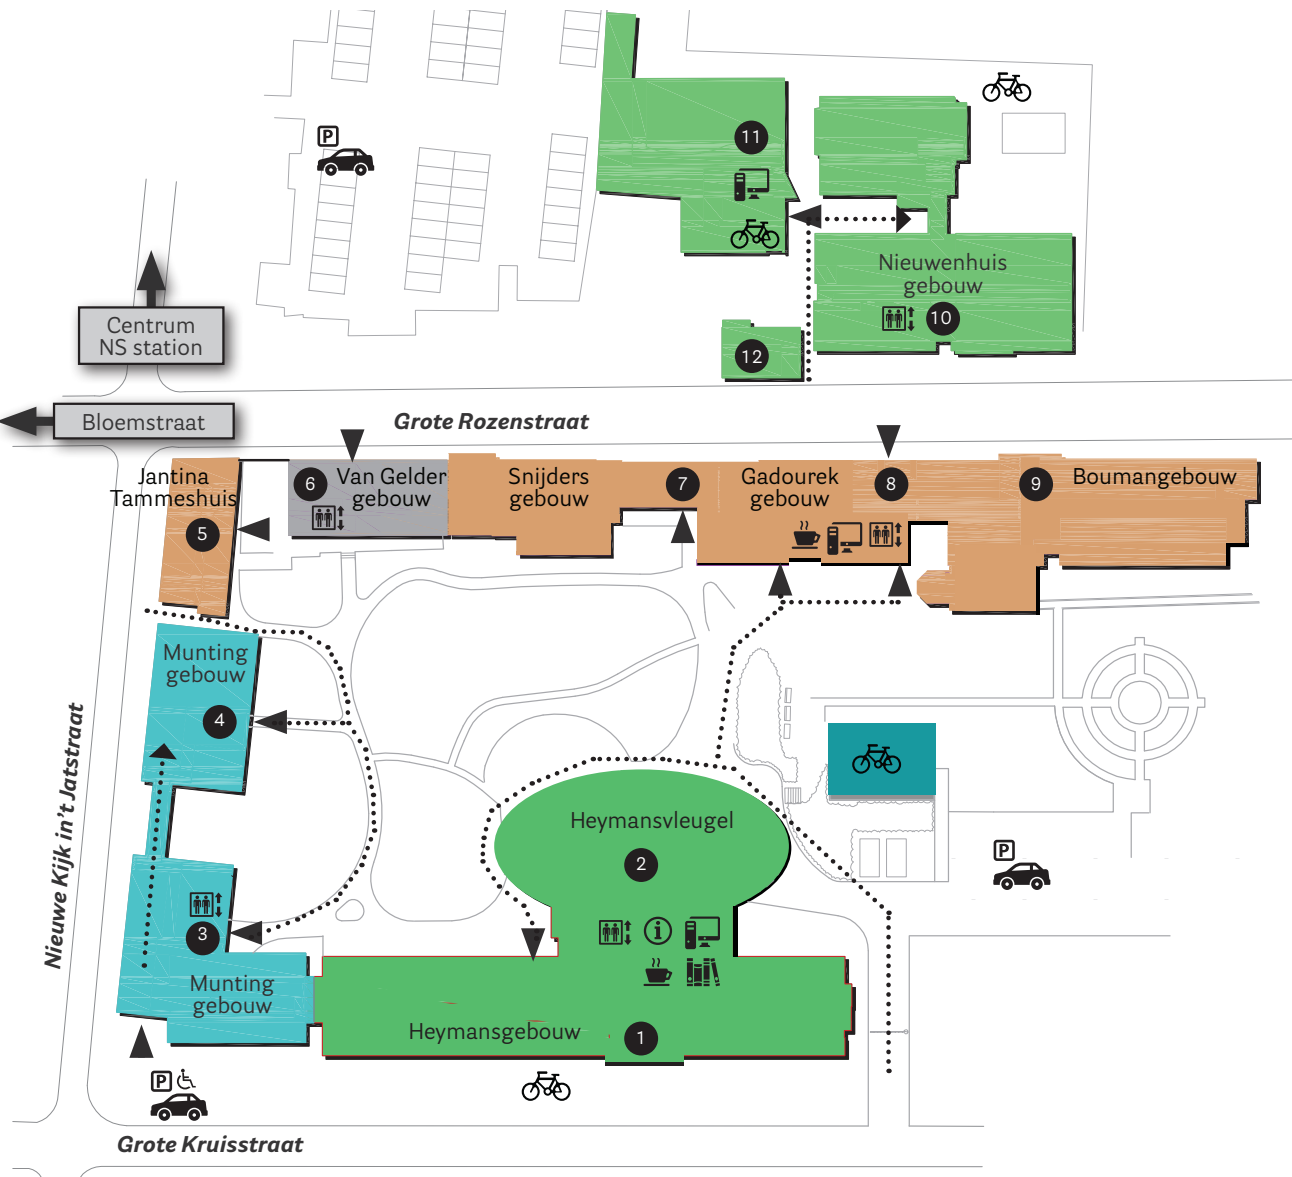 P
11
Nieuwenhuis
gebouw
10
12
Centrum
NS station
Bloemstraat
Grote Rozenstraat
Jantina
Tammeshuis
5
6
Van Gelder
gebouw
Snijders
gebouw
7
Gadourek
gebouw
8
9
Boumangebouw
Munting
gebouw
4
Nieuwe Kijk in't Jatstraat
Heymansvleugel
2
P
3
i
Munting
gebouw
Heymansgebouw
1
P
Grote Kruisstraat